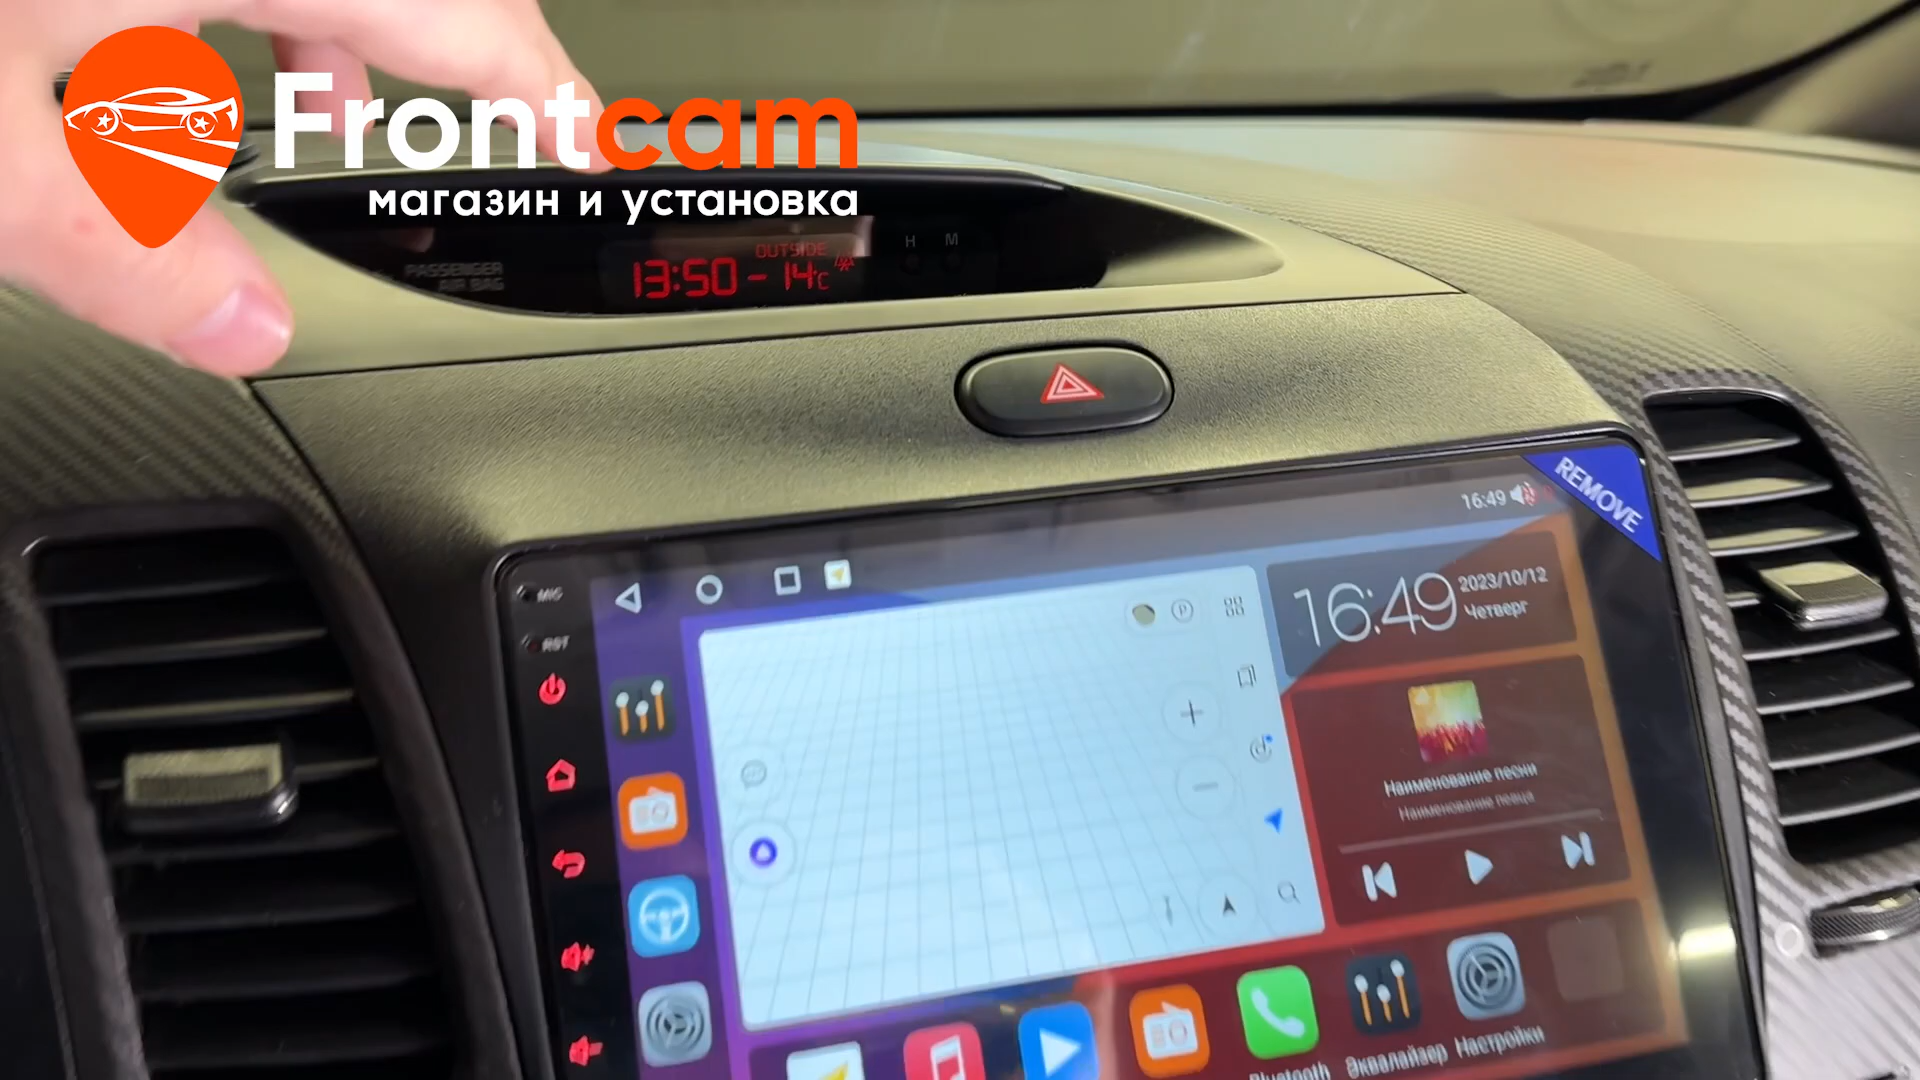 Frontcam
магазин и установка
OUTSIDE
13:50 -14°C
H M
PASSENGER
AIR BAG
REMOVE
16:49
MIC
RST
P
16:49
2023/10/12
Четверг
Наименование песни
Наименование певца
Bluetooth
Эквалайзер
Настройки